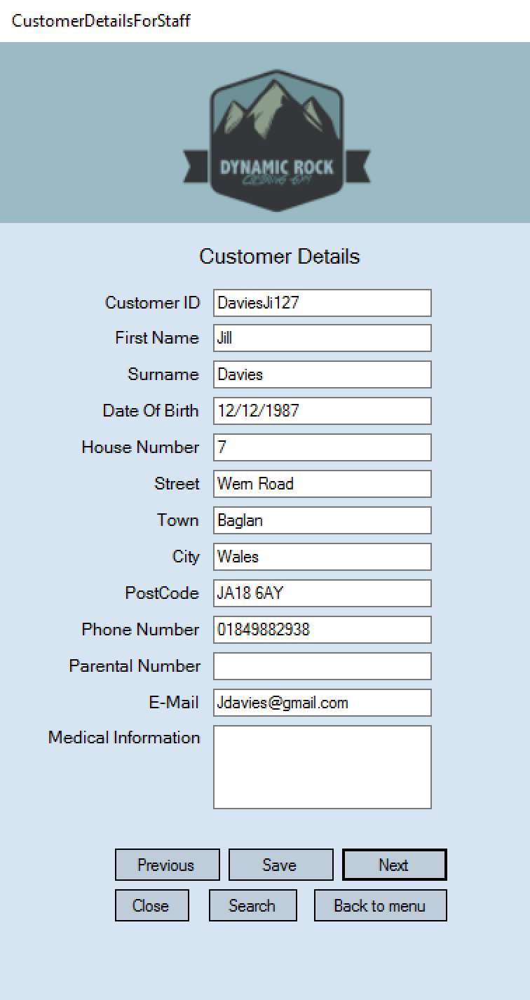 CustomerDetailsForStaff
DYNAMIC ROCK
CLIMBING GYM
Customer Details
Customer ID DaviesJi127
First Name Jill
Surname Davies
Date Of Birth 12/12/1987
House Number 7
Street Wern Road
Town Baglan
City Wales
PostCode JA18 6AY
Phone Number 01849882938
Parental Number
E-Mail Jdavies@gmail.com
Medical Information
Previous Save Next
Close Search Back to menu